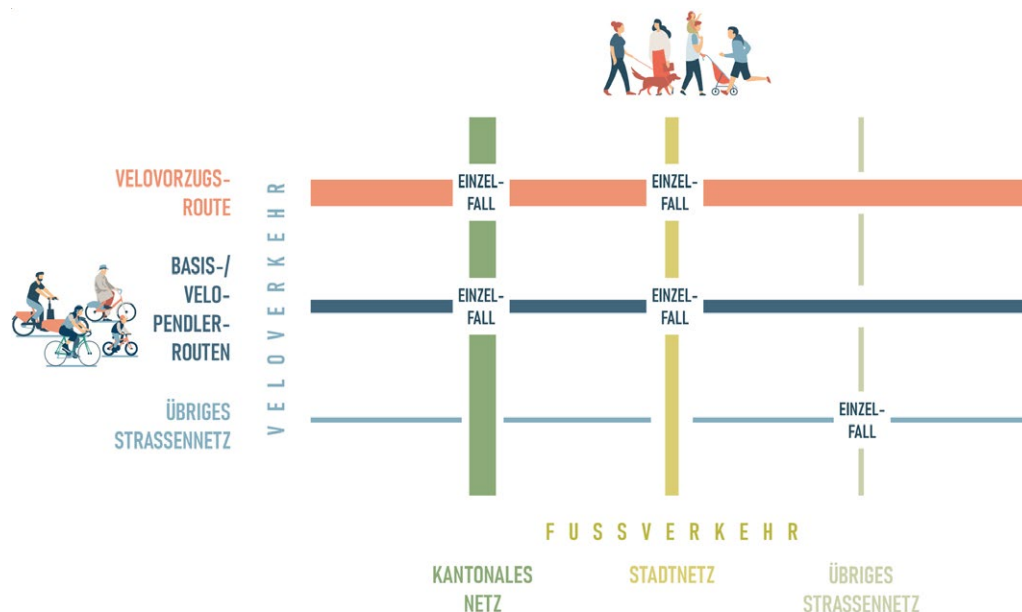 VELOVORZUGS-
ROUTE
BASIS-/
VELO-
PENDLER-
ROUTEN
ÜBRIGES
STRASSENNETZ
VELOVERKEHR
EINZEL-
FALL
EINZEL-
FALL
EINZEL-
FALL
EINZEL-
FALL
EINZEL-
FALL
FUSSVERKEHR
KANTONALES
NETZ
STADTNETZ
ÜBRIGES
STRASSENNETZ